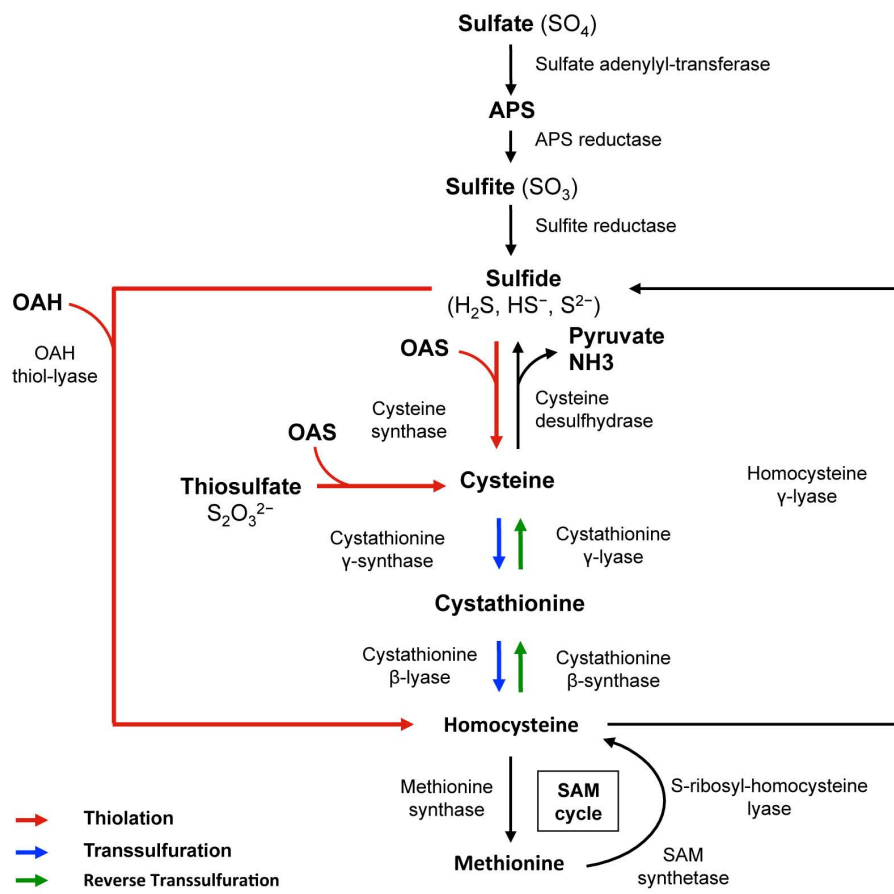 Sulfate (SO₄)
Sulfate adenylyl-transferase
APS
APS reductase
Sulfite (SO₃)
Sulfite reductase
Sulfide
(H₂S, HS⁻, S²⁻)
OAH
OAH
thiol-lyase
OAS
Pyruvate
NH3
Cysteine
synthase
Cysteine
desulfhydrase
OAS
Thiosulfate
S₂O₃²⁻
Cysteine
Homocysteine
γ-lyase
Cystathionine
γ-synthase
Cystathionine
γ-lyase
Cystathionine
Cystathionine
β-lyase
Cystathionine
β-synthase
Homocysteine
Methionine
synthase
SAM
cycle
S-ribosyl-homocysteine
lyase
Methionine
SAM
synthetase
Thiolation
Transsulfuration
Reverse Transsulfuration